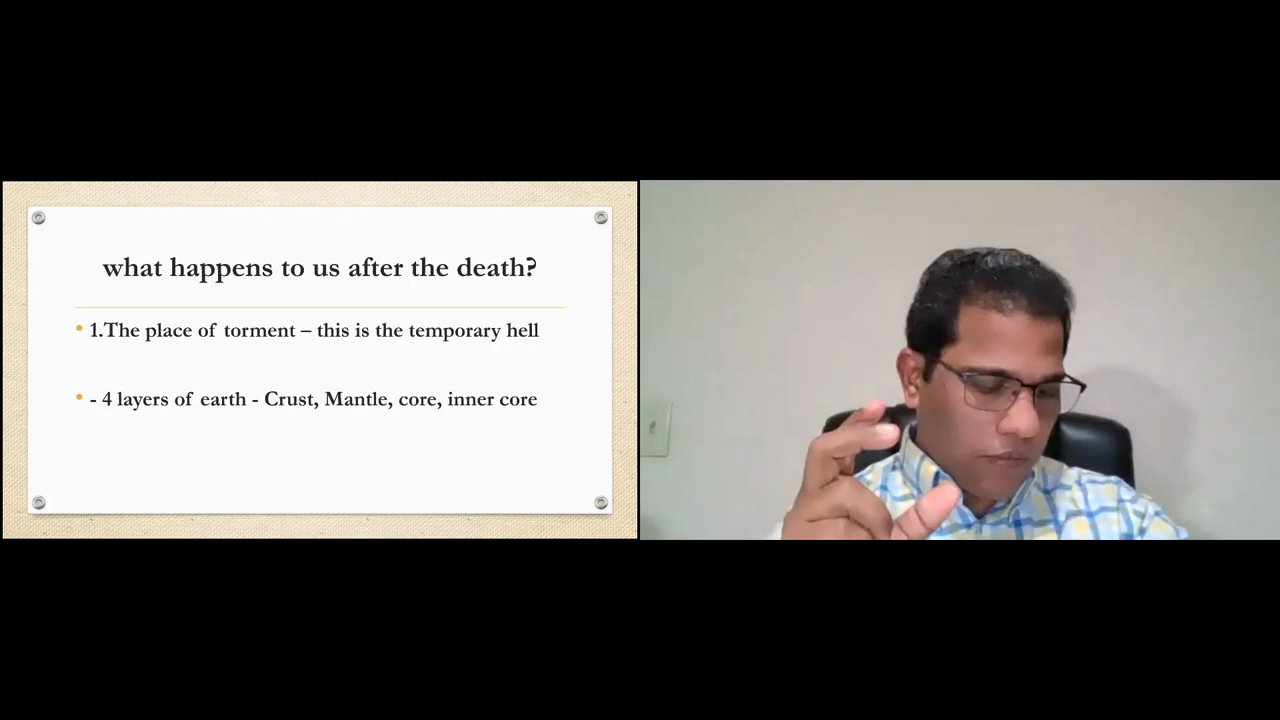 what happens to us after the death?
• 1.The place of torment – this is the temporary hell
• - 4 layers of earth - Crust, Mantle, core, inner core